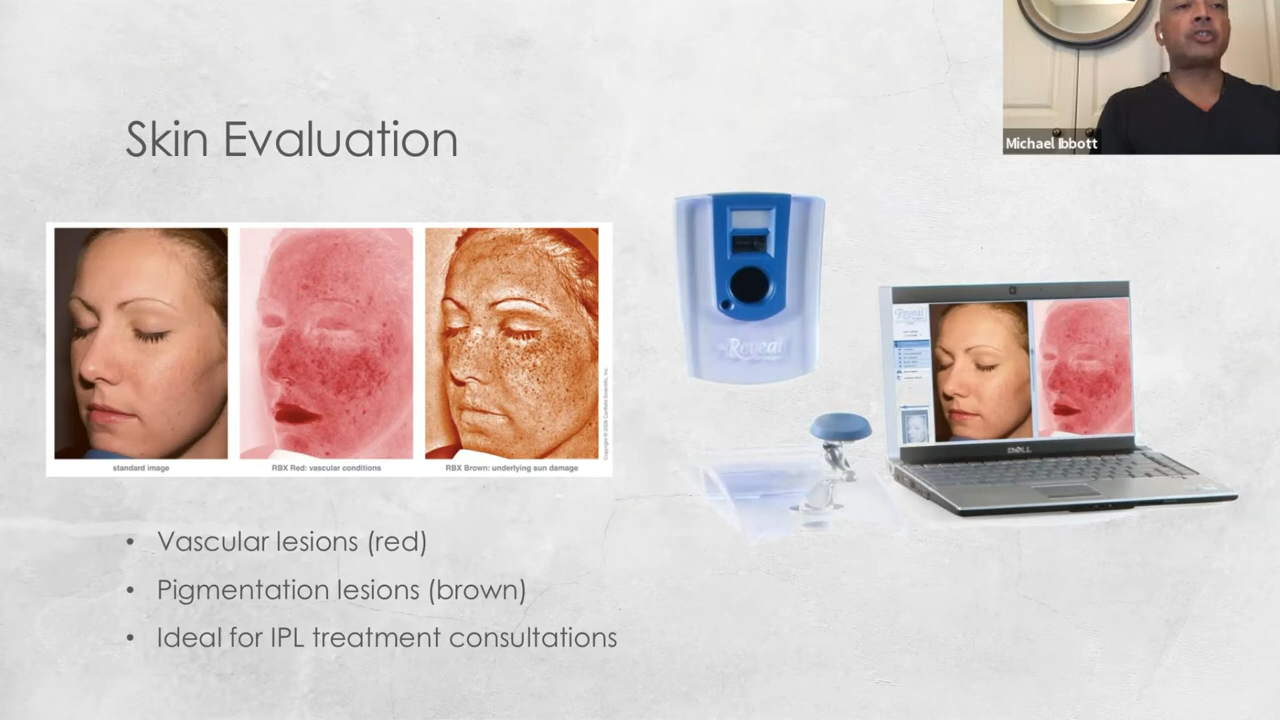 Michael Ibbott
Skin Evaluation
standard image
RBX Red: vascular conditions
RBX Brown: underlying sun damage
Reveal
Reveal
DELL
• Vascular lesions (red)
• Pigmentation lesions (brown)
• Ideal for IPL treatment consultations